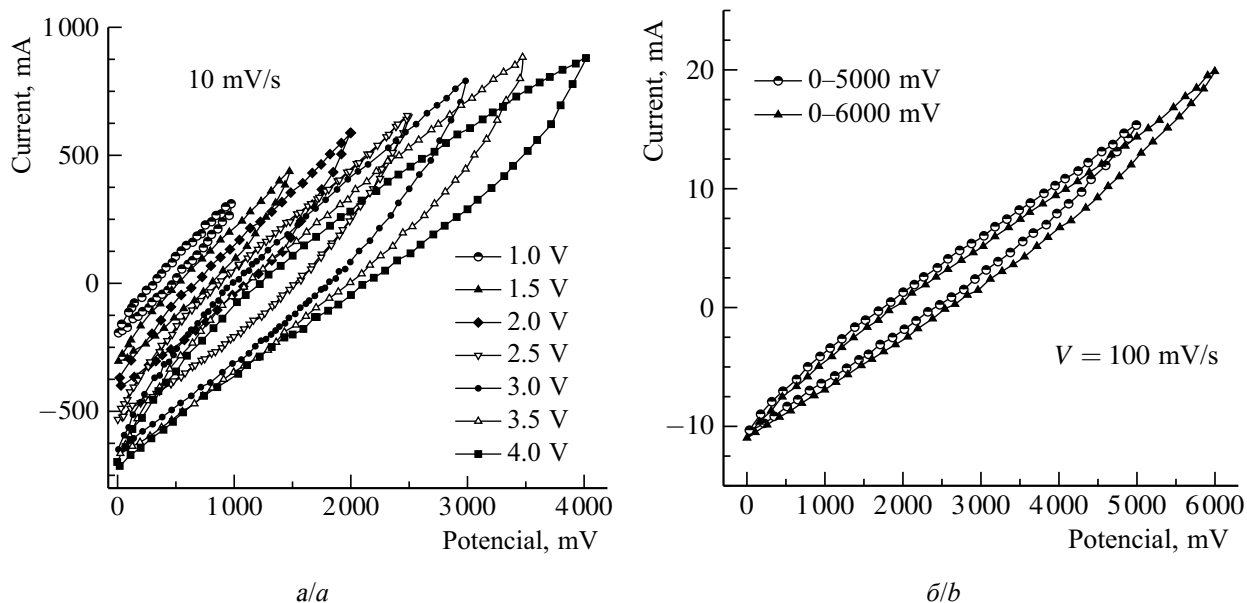 Current, mA
1000
500
0
−500
10 mV/s
1.0 V
1.5 V
2.0 V
2.5 V
3.0 V
3.5 V
4.0 V
0 1000 2000 3000 4000
Potencial, mV
а/a
Current, mA
20
10
0
−10
0–5000 mV
0–6000 mV
V = 100 mV/s
0 1000 2000 3000 4000 5000 6000
Potencial, mV
б/b